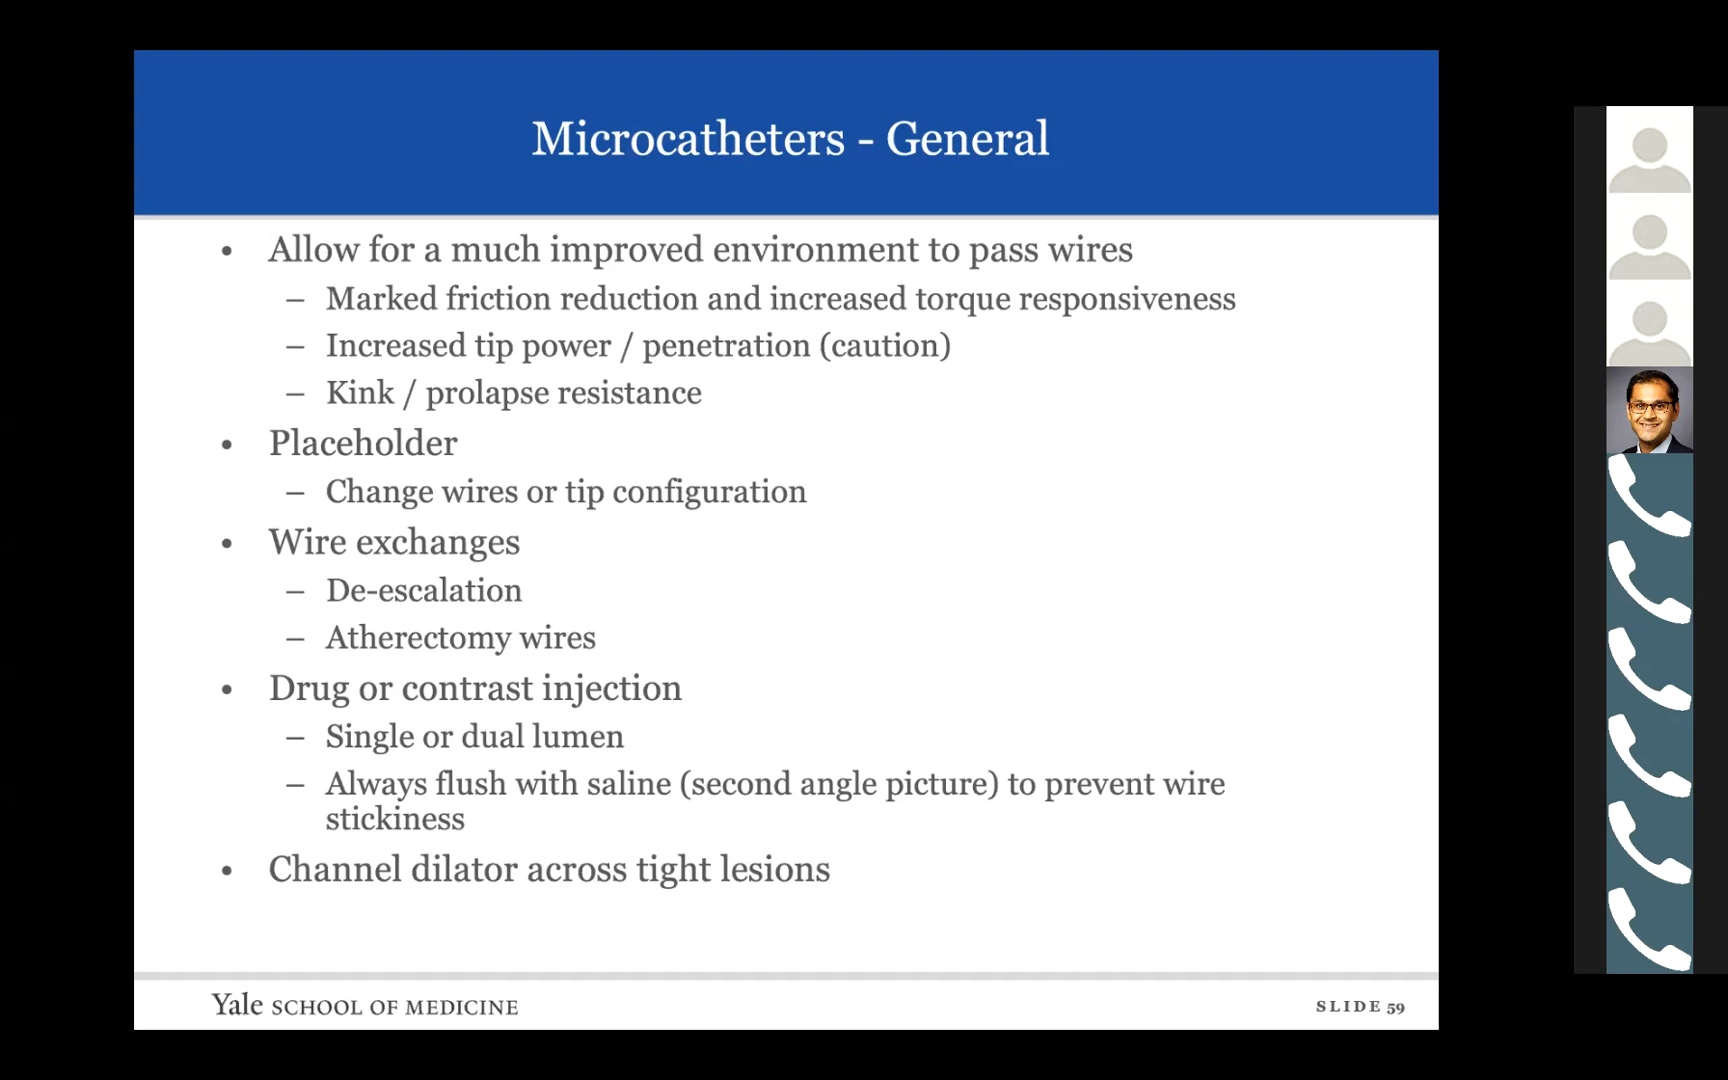 Microcatheters - General
• Allow for a much improved environment to pass wires
– Marked friction reduction and increased torque responsiveness
– Increased tip power / penetration (caution)
– Kink / prolapse resistance
• Placeholder
– Change wires or tip configuration
• Wire exchanges
– De-escalation
– Atherectomy wires
• Drug or contrast injection
– Single or dual lumen
– Always flush with saline (second angle picture) to prevent wire
stickiness
• Channel dilator across tight lesions
Yale SCHOOL OF MEDICINE
SLIDE 59